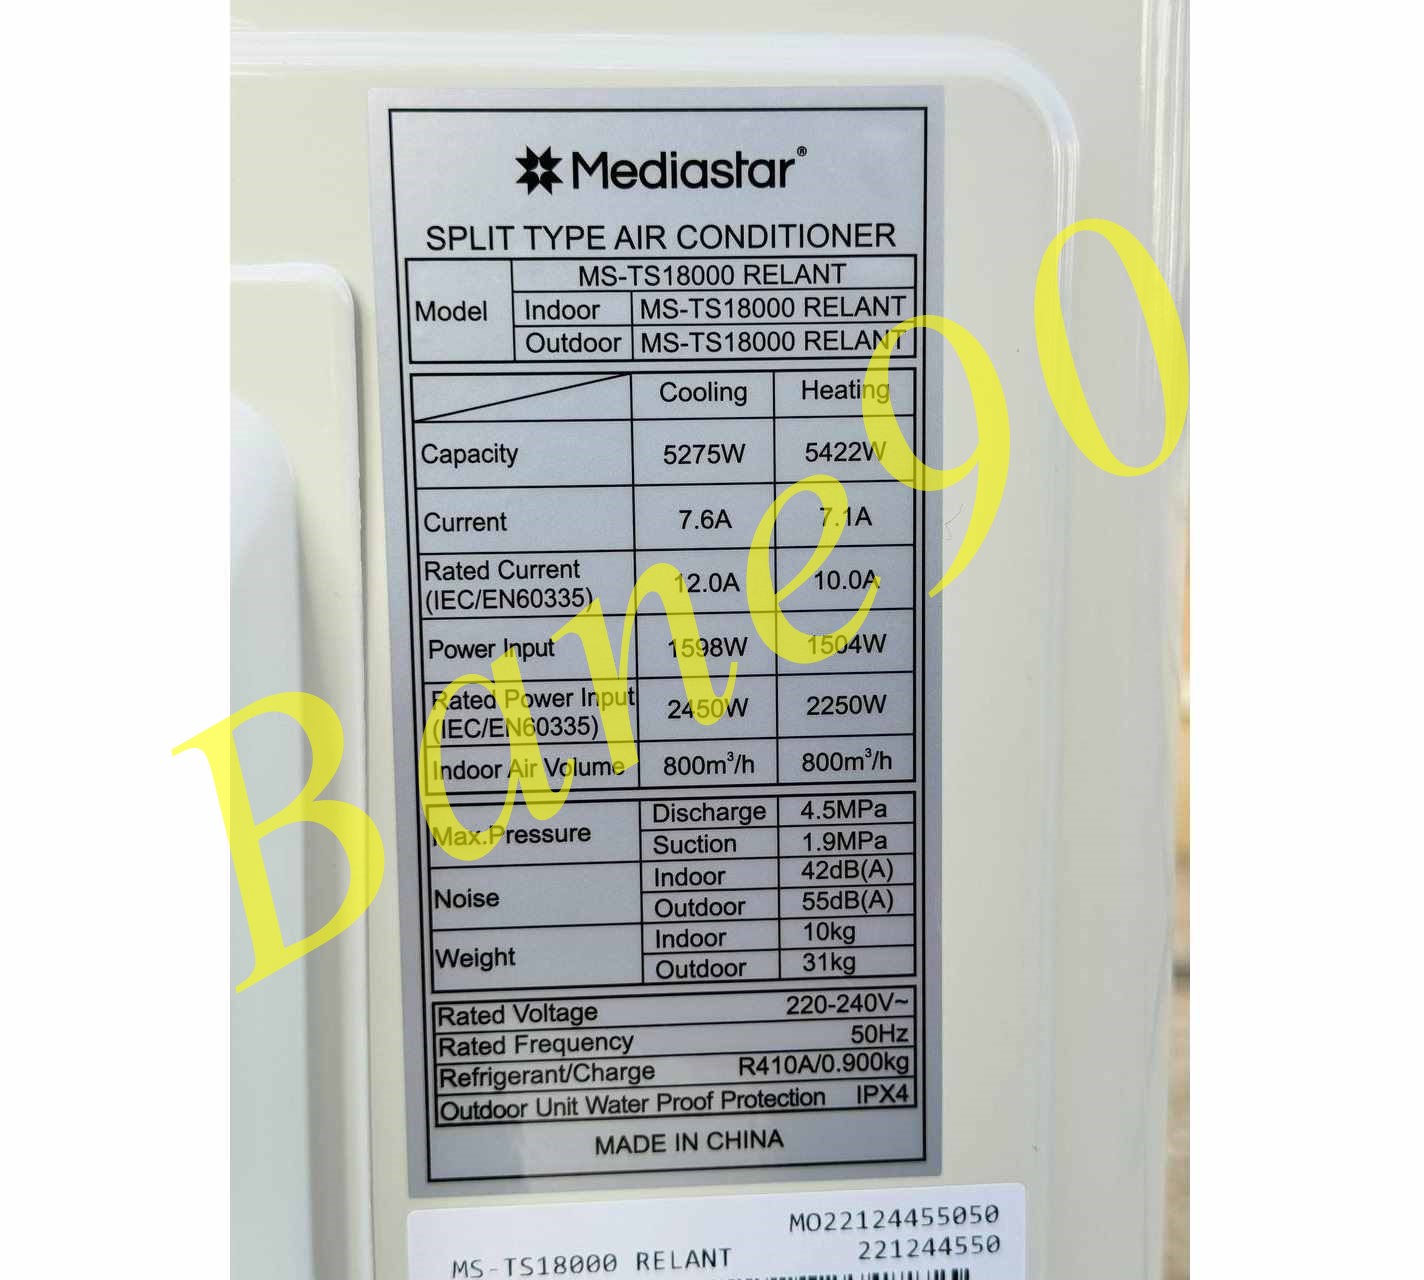 Mediastar®
SPLIT TYPE AIR CONDITIONER
Model MS-TS18000 RELANT
Indoor MS-TS18000 RELANT
Outdoor MS-TS18000 RELANT
Cooling Heating
Capacity 5275W 5422W
Current 7.6A 7.1A
Rated Current
(IEC/EN60335) 12.0A 10.0A
Power Input 1598W 1504W
Rated Power Input
(IEC/EN60335) 2450W 2250W
Indoor Air Volume 800m³/h 800m³/h
Max.Pressure Discharge 4.5MPa
Suction 1.9MPa
Noise Indoor 42dB(A)
Outdoor 55dB(A)
Weight Indoor 10kg
Outdoor 31kg
Rated Voltage 220-240V~
Rated Frequency 50Hz
Refrigerant/Charge R410A/0.900kg
Outdoor Unit Water Proof Protection IPX4
MADE IN CHINA
MO22124455050
221244550
MS-TS18000 RELANT
Bane90